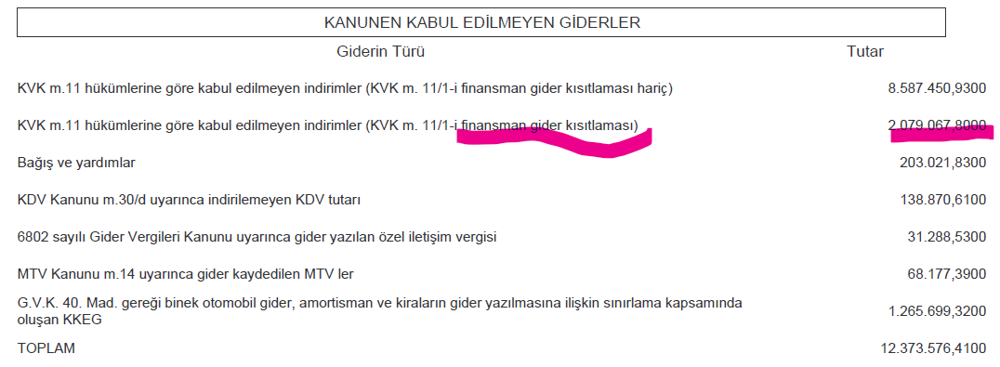 KANUNEN KABUL EDİLMEYEN GİDERLER
Giderin Türü Tutar
KVK m.11 hükümlerine göre kabul edilmeyen indirimler (KVK m. 11/1-i finansman gider kısıtlaması hariç) 8.587.450,9300
KVK m.11 hükümlerine göre kabul edilmeyen indirimler (KVK m. 11/1-i finansman gider kısıtlaması) 2.079.067,8000
Bağış ve yardımlar 203.021,8300
KDV Kanunu m.30/d uyarınca indirilemeyen KDV tutarı 138.870,6100
6802 sayılı Gider Vergileri Kanunu uyarınca gider yazılan özel iletişim vergisi 31.288,5300
MTV Kanunu m.14 uyarınca gider kaydedilen MTV ler 68.177,3900
G.V.K. 40. Mad. gereği binek otomobil gider, amortisman ve kiraların gider yazılmasına ilişkin sınırlama kapsamında
oluşan KKEG 1.265.699,3200
TOPLAM 12.373.576,4100